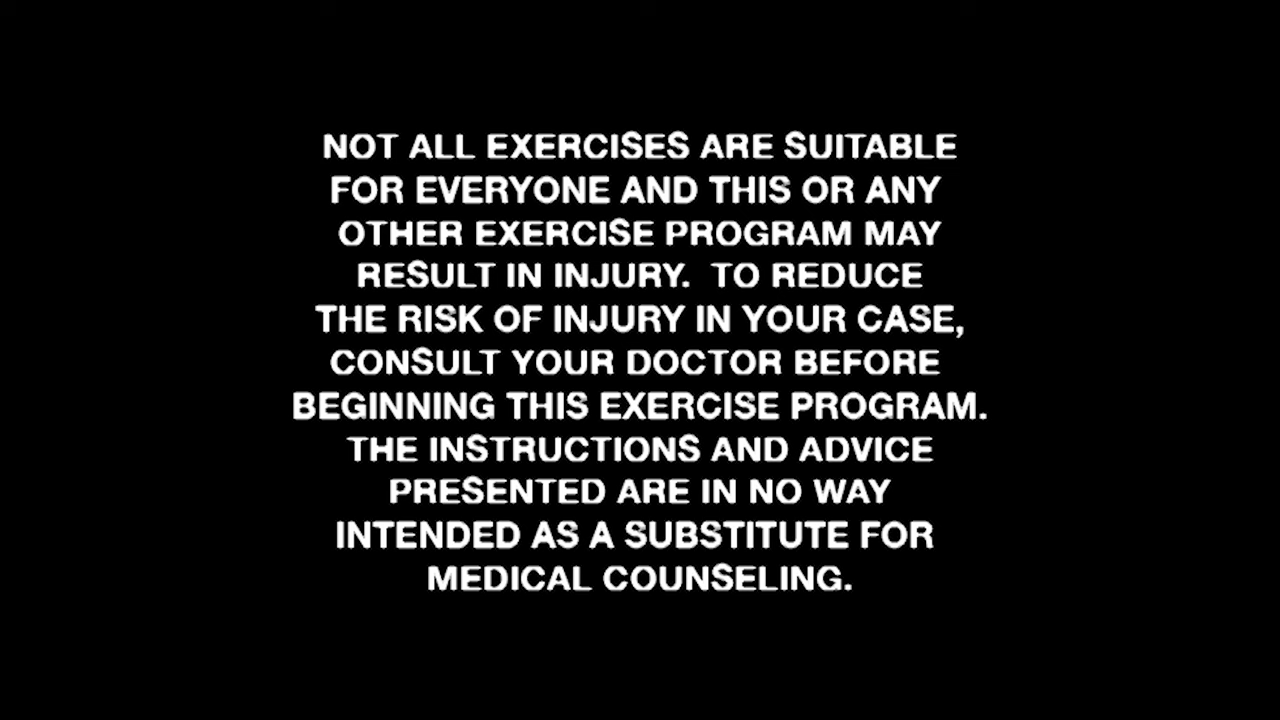 NOT ALL EXERCISES ARE SUITABLE
FOR EVERYONE AND THIS OR ANY
OTHER EXERCISE PROGRAM MAY
RESULT IN INJURY.  TO REDUCE
THE RISK OF INJURY IN YOUR CASE,
CONSULT YOUR DOCTOR BEFORE
BEGINNING THIS EXERCISE PROGRAM.
THE INSTRUCTIONS AND ADVICE
PRESENTED ARE IN NO WAY
INTENDED AS A SUBSTITUTE FOR
MEDICAL COUNSELING.